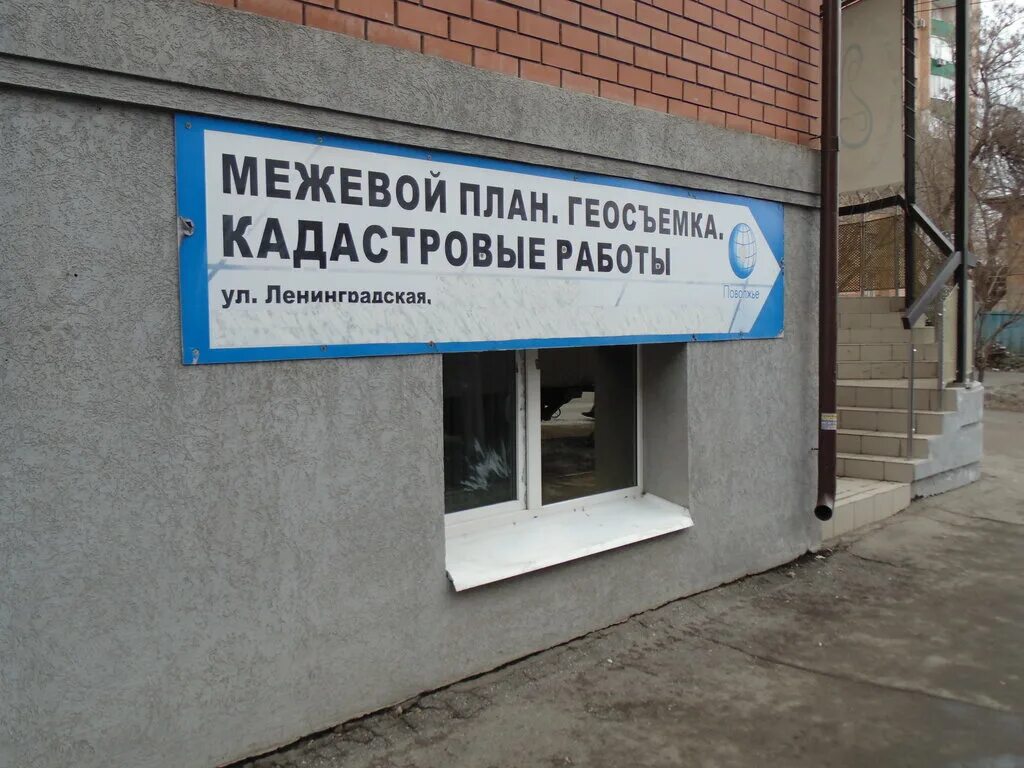 МЕЖЕВОЙ ПЛАН. ГЕОСЪЕМКА.
КАДАСТРОВЫЕ РАБОТЫ
ул. Ленинградская,
Поволжье